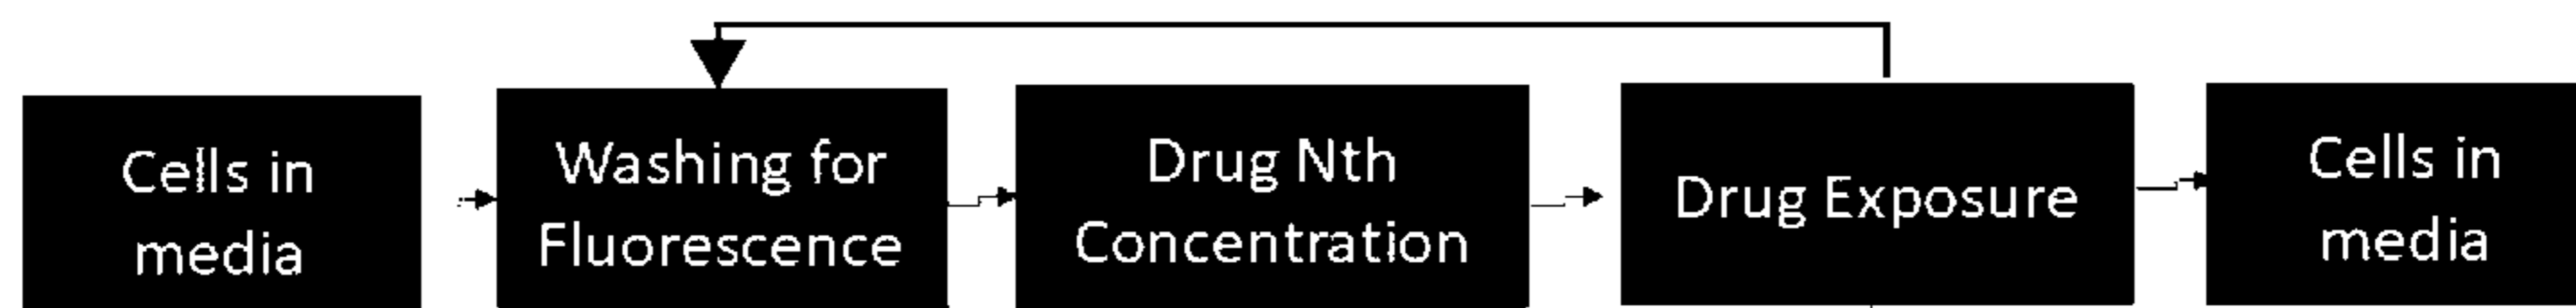 Cells in
media
Washing for
Fluorescence
Drug Nth
Concentration
Drug Exposure
Cells in
media